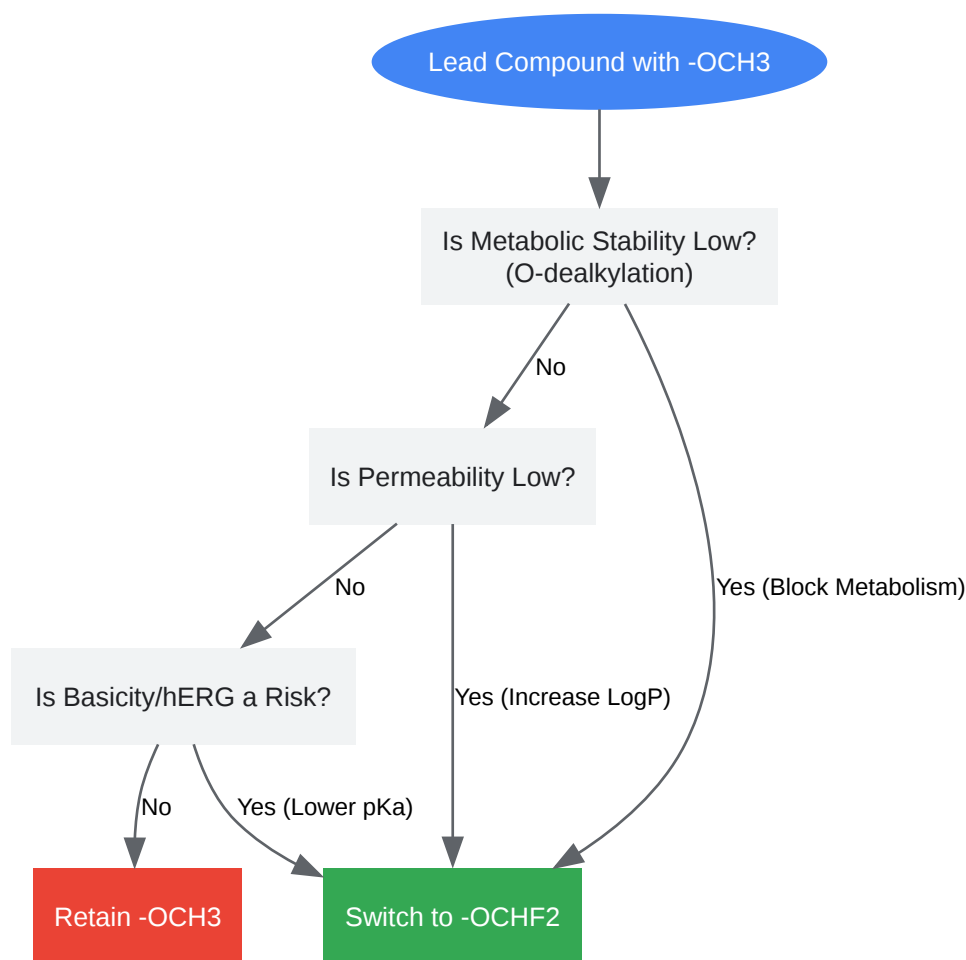 Lead Compound with -OCH3
Is Metabolic Stability Low?
(O-dealkylation)
No
Is Permeability Low?
No
Yes (Block Metabolism)
Is Basicity/hERG a Risk?
Yes (Increase LogP)
No
Yes (Lower pKa)
Retain -OCH3
Switch to -OCHF2